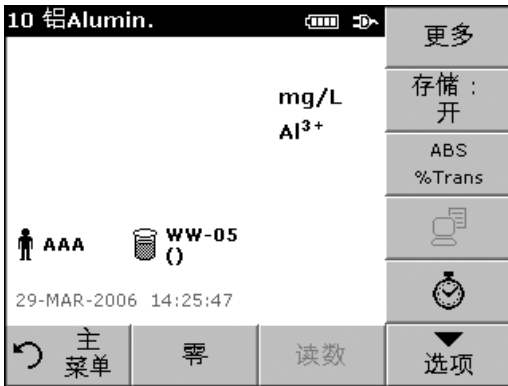 10 铝Alumin.
更多
存储：
开
mg/L
Al³⁺
ABS
%Trans
AAA
WW-05
()
29-MAR-2006 14:25:47
主
菜单
零
读数
选项